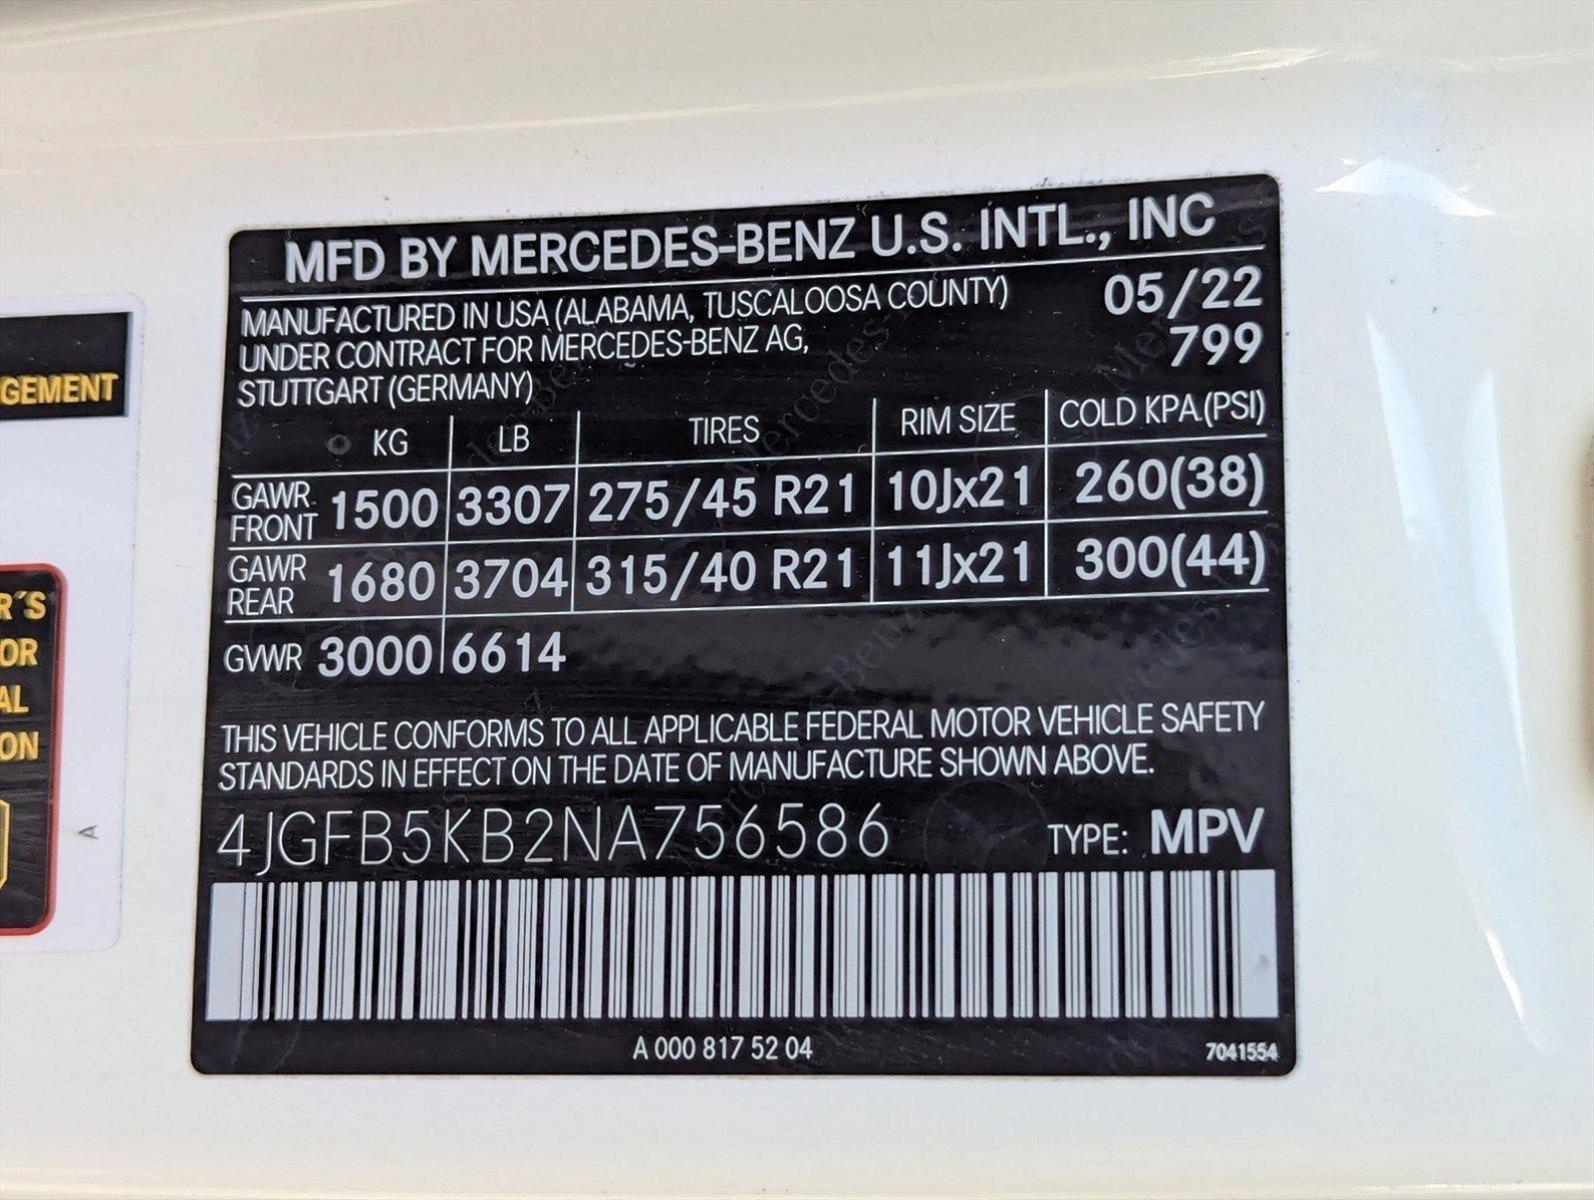 MFD BY MERCEDES-BENZ U.S. INTL., INC
MANUFACTURED IN USA (ALABAMA, TUSCALOOSA COUNTY) 05/22
UNDER CONTRACT FOR MERCEDES-BENZ AG, 799
STUTTGART (GERMANY)
KG LB TIRES RIM SIZE COLD KPA (PSI)
GAWR FRONT 1500 3307 275/45 R21 10Jx21 260(38)
GAWR REAR 1680 3704 315/40 R21 11Jx21 300(44)
GVWR 3000 6614
THIS VEHICLE CONFORMS TO ALL APPLICABLE FEDERAL MOTOR VEHICLE SAFETY
STANDARDS IN EFFECT ON THE DATE OF MANUFACTURE SHOWN ABOVE.
4JGFB5KB2NA756586 TYPE: MPV
A 000 817 52 04 7041554
GEMENT
R´S
OR
AL
ON
A